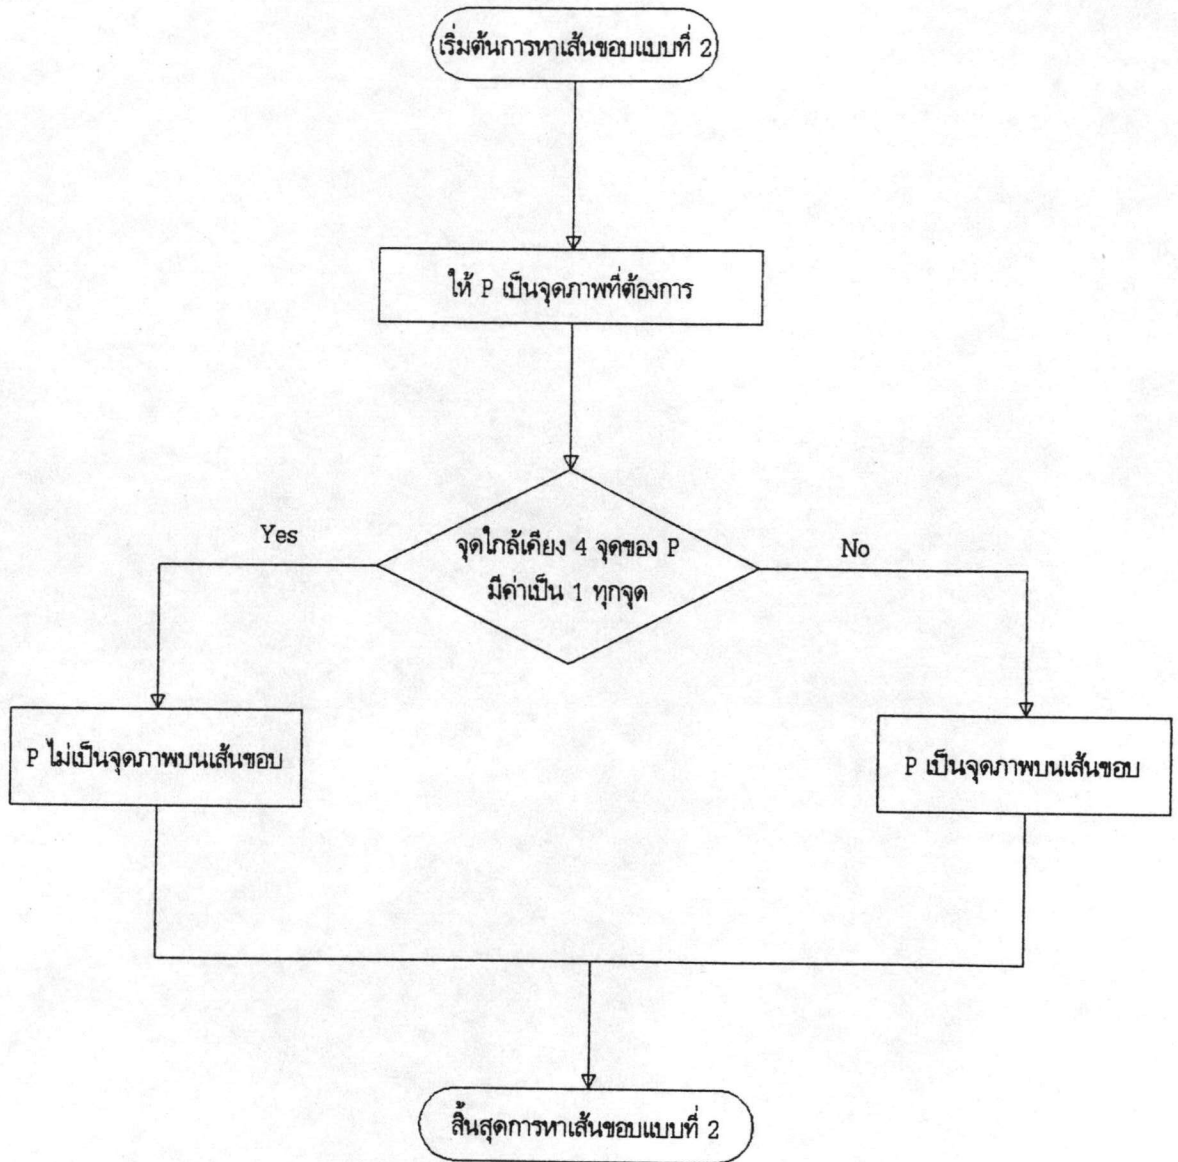 เริ่มต้นการหาเส้นขอบแบบที่ 2
ให้ P เป็นจุดภาพที่ต้องการ
Yes
จุดใกล้เคียง 4 จุดของ P
มีค่าเป็น 1 ทุกจุด
No
P ไม่เป็นจุดภาพบนเส้นขอบ
P เป็นจุดภาพบนเส้นขอบ
สิ้นสุดการหาเส้นขอบแบบที่ 2